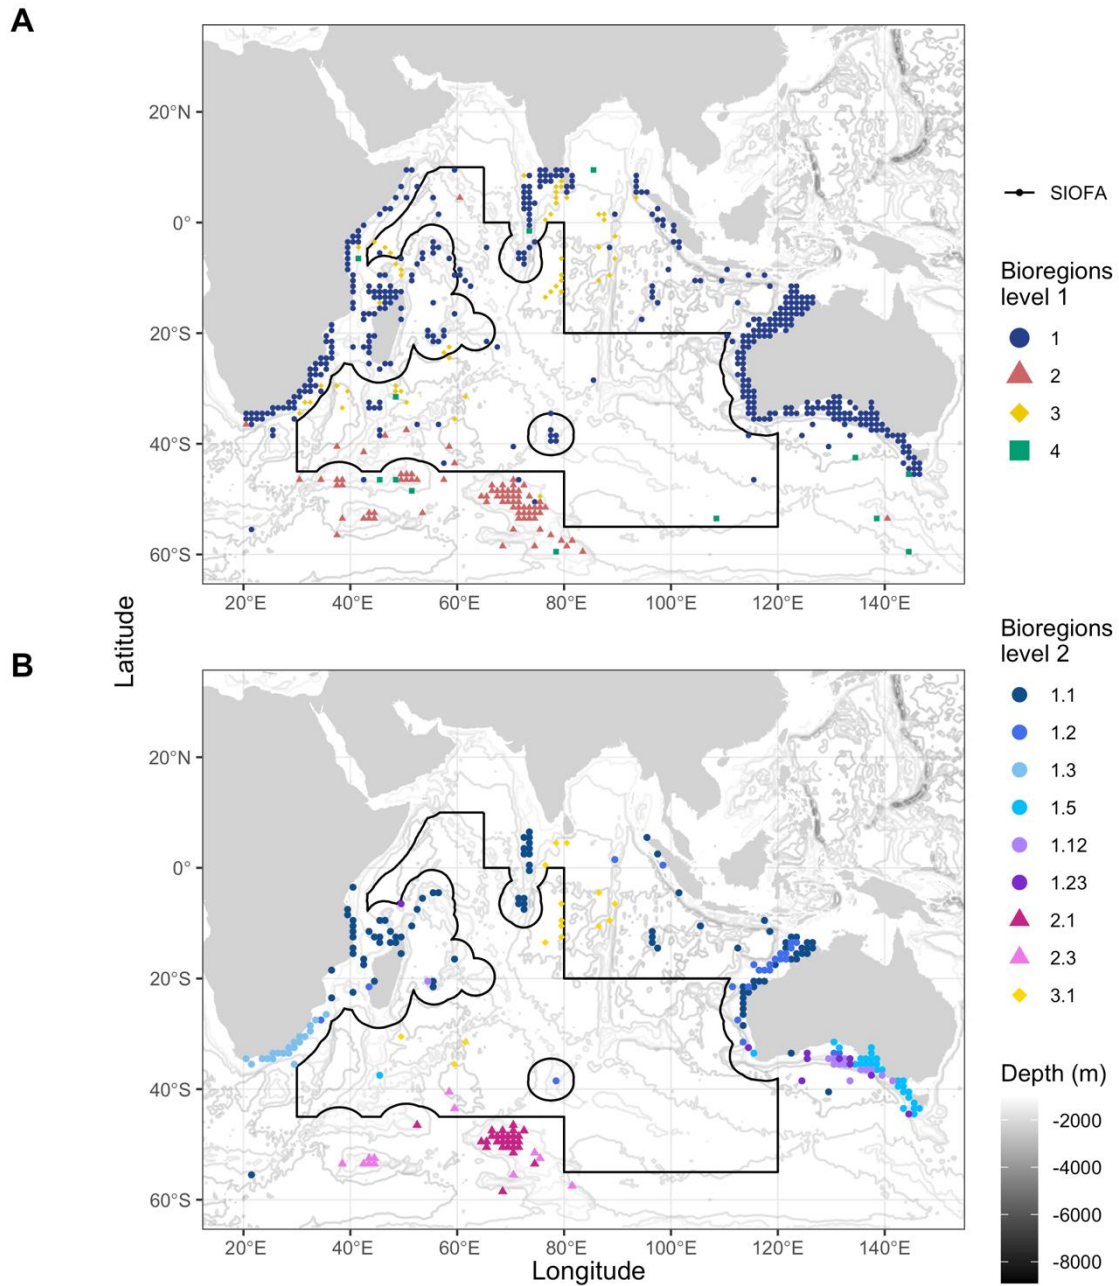 A
20°N
0°
20°S
40°S
60°S
20°E 40°E 60°E 80°E 100°E 120°E 140°E
SIOFA
Bioregions
level 1
1
2
3
4
Latitude
B
20°N
0°
20°S
40°S
60°S
20°E 40°E 60°E 80°E 100°E 120°E 140°E
Longitude
Bioregions
level 2
1.1
1.2
1.3
1.5
1.12
1.23
2.1
2.3
3.1
Depth (m)
-2000
-4000
-6000
-8000